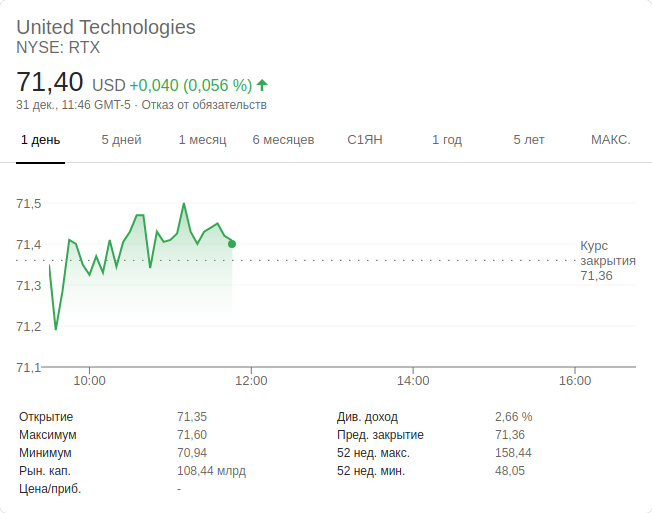 United Technologies
NYSE: RTX
71,40 USD +0,040 (0,056 %)
31 дек., 11:46 GMT-5 · Отказ от обязательств
1 день 5 дней 1 месяц 6 месяцев С1ЯН 1 год 5 лет МАКС.
71,5
71,4
71,3
71,2
71,1
Курс
закрытия
71,36
10:00 12:00 14:00 16:00
Открытие 71,35 Див. доход 2,66 %
Максимум 71,60 Пред. закрытие 71,36
Минимум 70,94 52 нед. макс. 158,44
Рын. кап. 108,44 млрд 52 нед. мин. 48,05
Цена/приб. -